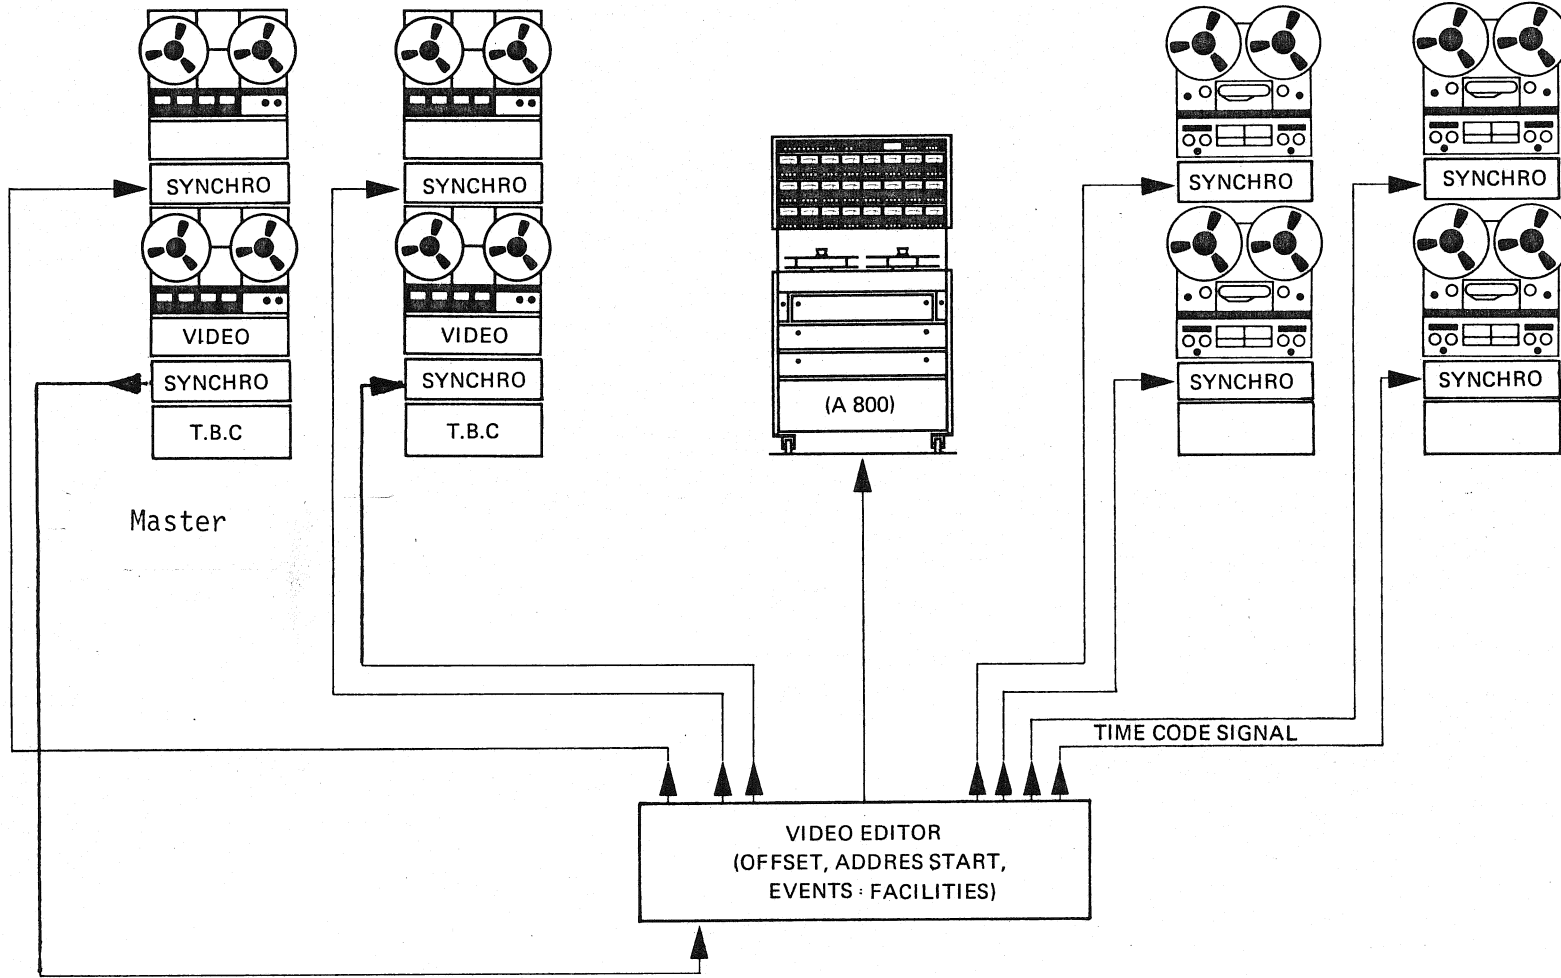 SYNCHRO
SYNCHRO
SYNCHRO
SYNCHRO
VIDEO
VIDEO
SYNCHRO
SYNCHRO
SYNCHRO
SYNCHRO
(A 800)
T.B.C
T.B.C
Master
TIME CODE SIGNAL
VIDEO EDITOR
(OFFSET, ADDRES START,
EVENTS : FACILITIES)